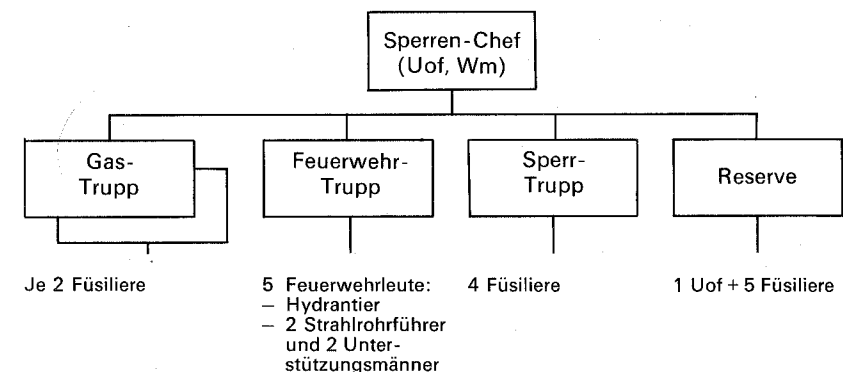 Sperren-Chef
(Uof, Wm)
Gas-
Trupp
Feuerwehr-
Trupp
Sperr-
Trupp
Reserve
Je 2 Füsiliere
5 Feuerwehrleute:
– Hydrantier
– 2 Strahlrohrführer
und 2 Unter-
stützungsmänner
4 Füsiliere
1 Uof + 5 Füsiliere